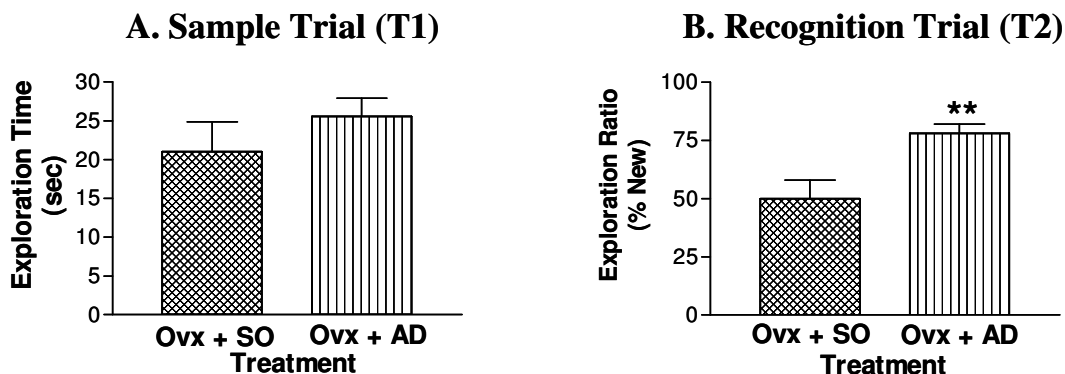 A. Sample Trial (T1)
Exploration Time
(sec)
30
25
20
15
10
5
0
Ovx + SO
Ovx + AD
Treatment
B. Recognition Trial (T2)
Exploration Ratio
(% New)
100
75
50
25
0
**
Ovx + SO
Ovx + AD
Treatment